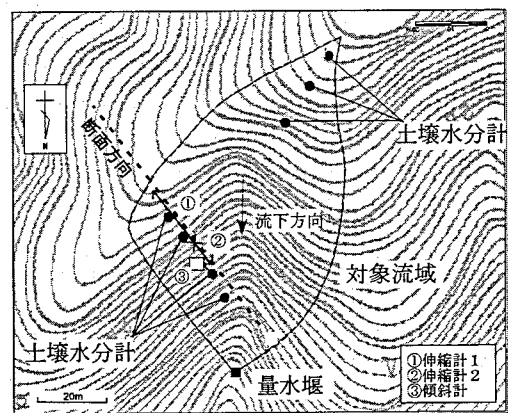 土壌水分計
断面方向
N
①
流下方向
②
③
対象流域
土壌水分計
量水堰
20m
①伸縮計1
②伸縮計2
③傾斜計